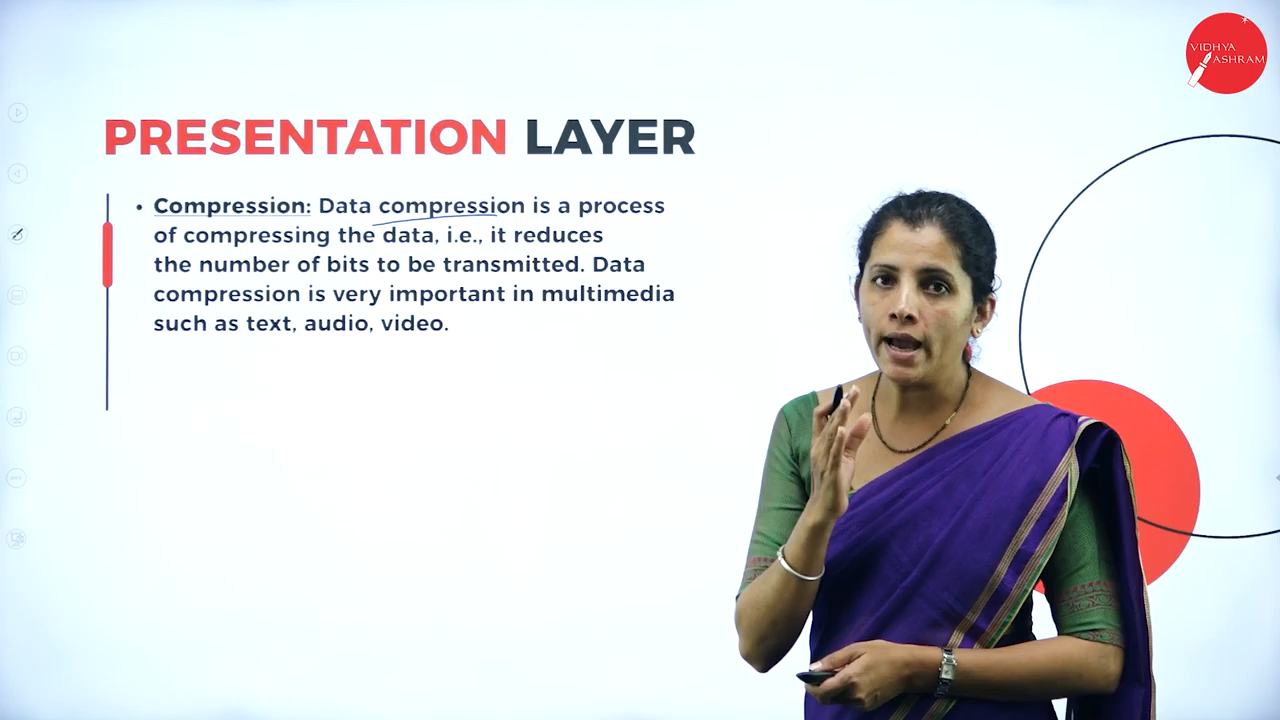 VIDHYA
ASHRAM
PRESENTATION LAYER
• Compression: Data compression is a process
of compressing the data, i.e., it reduces
the number of bits to be transmitted. Data
compression is very important in multimedia
such as text, audio, video.